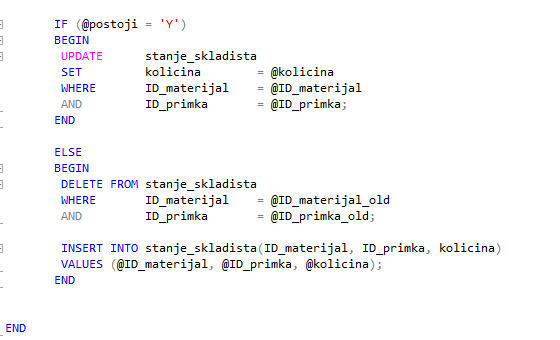 IF (@postoji = 'Y')
BEGIN
UPDATE stanje_skladista
SET kolicina = @kolicina
WHERE ID_materijal = @ID_materijal
AND ID_primka = @ID_primka;
END
ELSE
BEGIN
DELETE FROM stanje_skladista
WHERE ID_materijal = @ID_materijal_old
AND ID_primka = @ID_primka_old;
INSERT INTO stanje_skladista(ID_materijal, ID_primka, kolicina)
VALUES (@ID_materijal, @ID_primka, @kolicina);
END
END